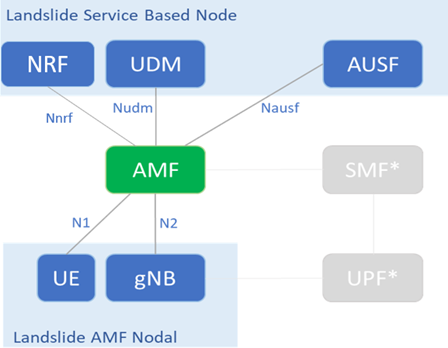 Landslide Service Based Node
NRF
UDM
AUSF
Nnrf
Nudm
Nausf
AMF
SMF*
N1
N2
UE
gNB
UPF*
Landslide AMF Nodal